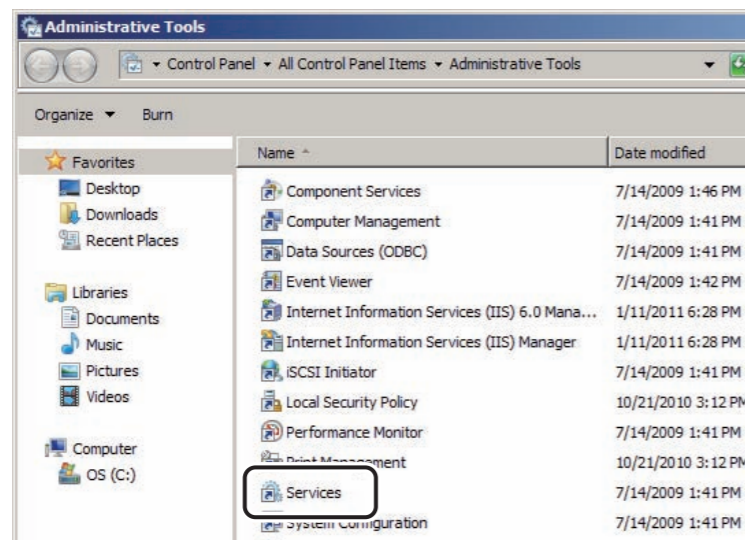 Administrative Tools
Control Panel All Control Panel Items Administrative Tools
Organize Burn
Favorites
Desktop
Downloads
Recent Places
Libraries
Documents
Music
Pictures
Videos
Computer
OS (C:)
Name Date modified
Component Services 7/14/2009 1:46 PM
Computer Management 7/14/2009 1:41 PM
Data Sources (ODBC) 7/14/2009 1:41 PM
Event Viewer 7/14/2009 1:42 PM
Internet Information Services (IIS) 6.0 Mana... 1/11/2011 6:28 PM
Internet Information Services (IIS) Manager 1/11/2011 6:28 PM
iSCSI Initiator 7/14/2009 1:41 PM
Local Security Policy 10/21/2010 3:12 PM
Performance Monitor 7/14/2009 1:41 PM
Print Management 10/21/2010 3:12 PM
Services 7/14/2009 1:41 PM
System Configuration 7/14/2009 1:41 PM